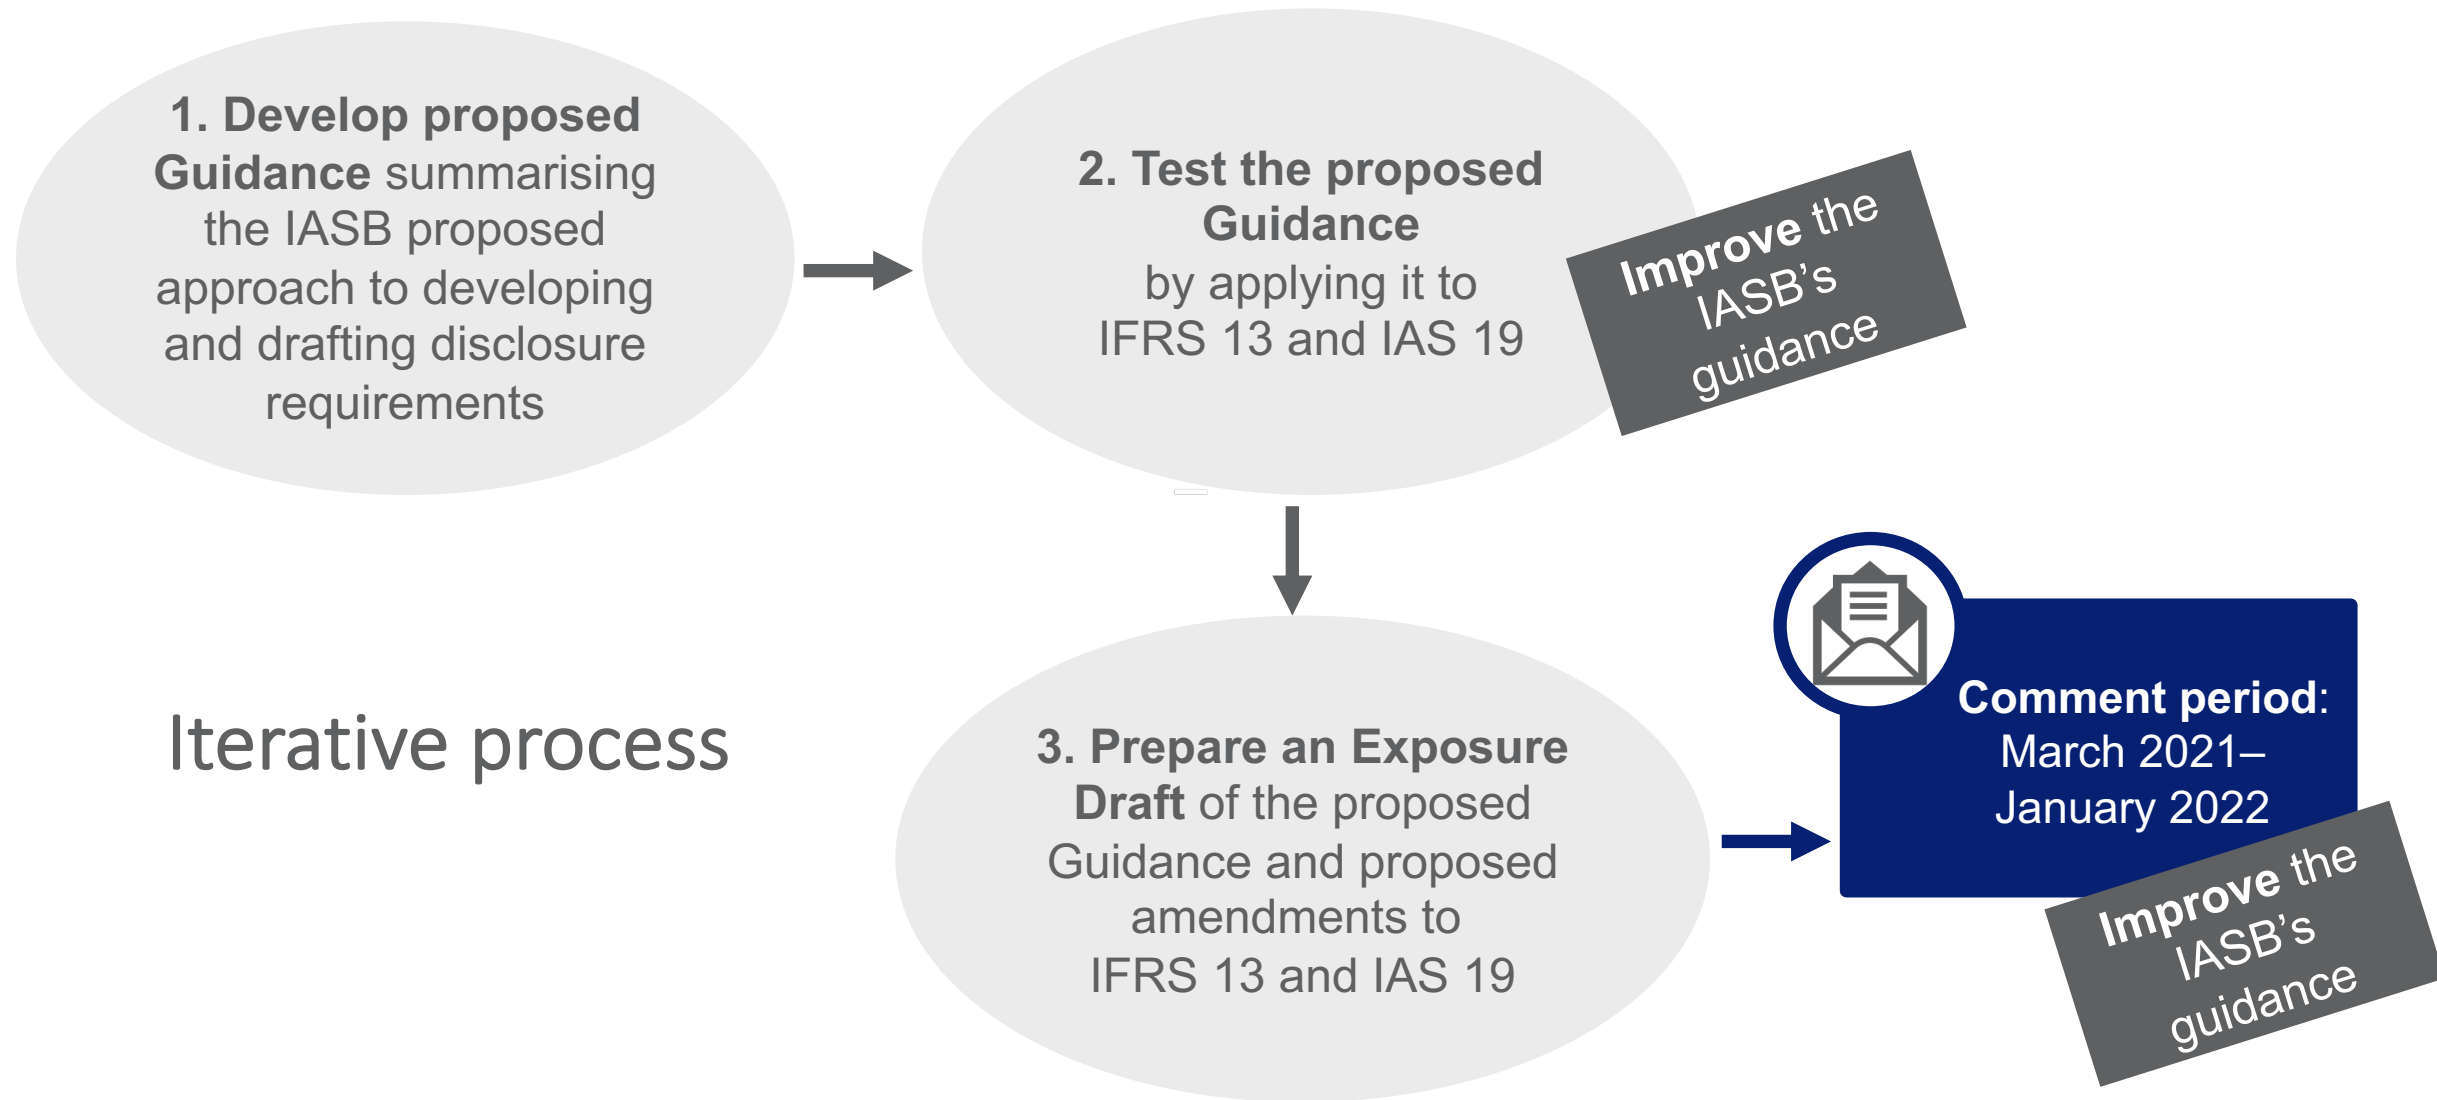 1. Develop proposed
Guidance summarising
the IASB proposed
approach to developing
and drafting disclosure
requirements
2. Test the proposed
Guidance
by applying it to
IFRS 13 and IAS 19
Improve the
IASB’s
guidance
Iterative process
3. Prepare an Exposure
Draft of the proposed
Guidance and proposed
amendments to
IFRS 13 and IAS 19
Comment period:
March 2021–
January 2022
Improve the
IASB’s
guidance